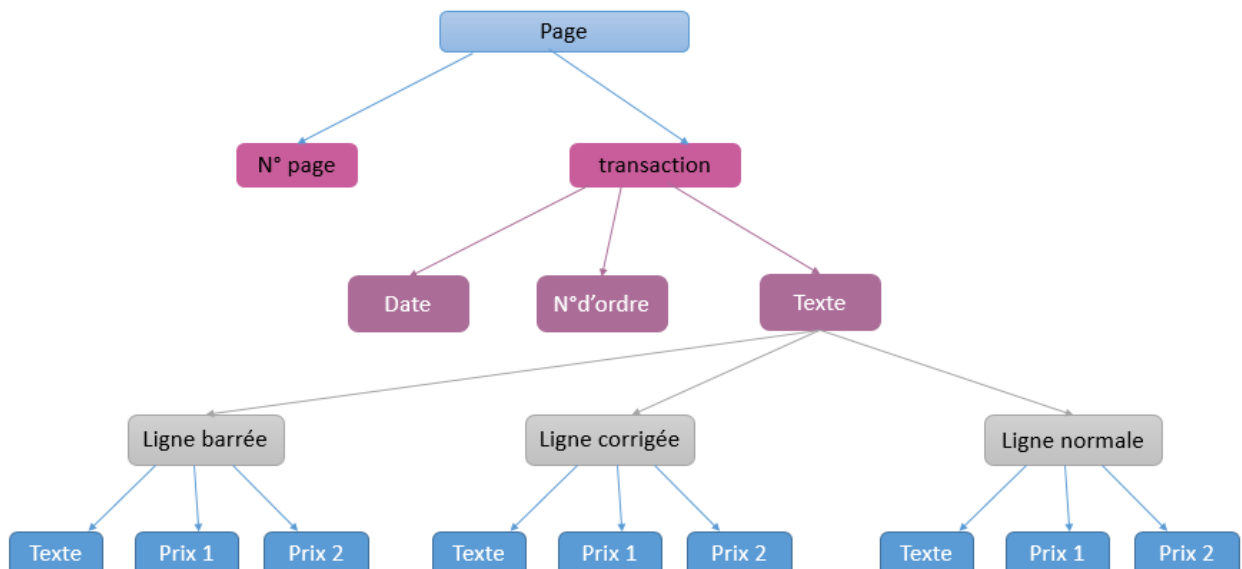 Page
N° page
transaction
Date
N°d’ordre
Texte
Ligne barrée
Ligne corrigée
Ligne normale
Texte
Prix 1
Prix 2
Texte
Prix 1
Prix 2
Texte
Prix 1
Prix 2